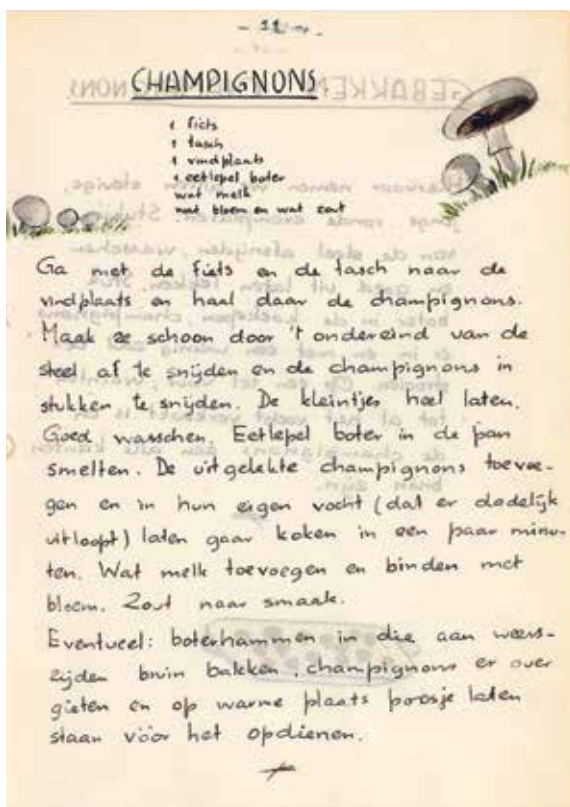 - 11 -
CHAMPIGNONS
1 fiets
1 tasch
1 vindplaats
1 eetlepel boter
wat melk
wat bloem en wat zout
Ga met de fiets en de tasch naar de
vindplaats en haal daar de champignons.
Maak ze schoon door 't ondereind van de
steel af te snijden en de champignons in
stukken te snijden. De kleintjes heel laten.
Goed wasschen. Eetlepel boter in de pan
smelten. De uitgelekte champignons toevoe-
gen en in hun eigen vocht (dat er dadelijk
uitloopt) laten gaar koken in een paar minu-
ten. Wat melk toevoegen en binden met
bloem. Zout naar smaak.
Eventueel: boterhammen in die aan weers-
zijden bruin bakken, champignons er over
gieten en op warme plaats poosje laten
staan vóór het opdienen.